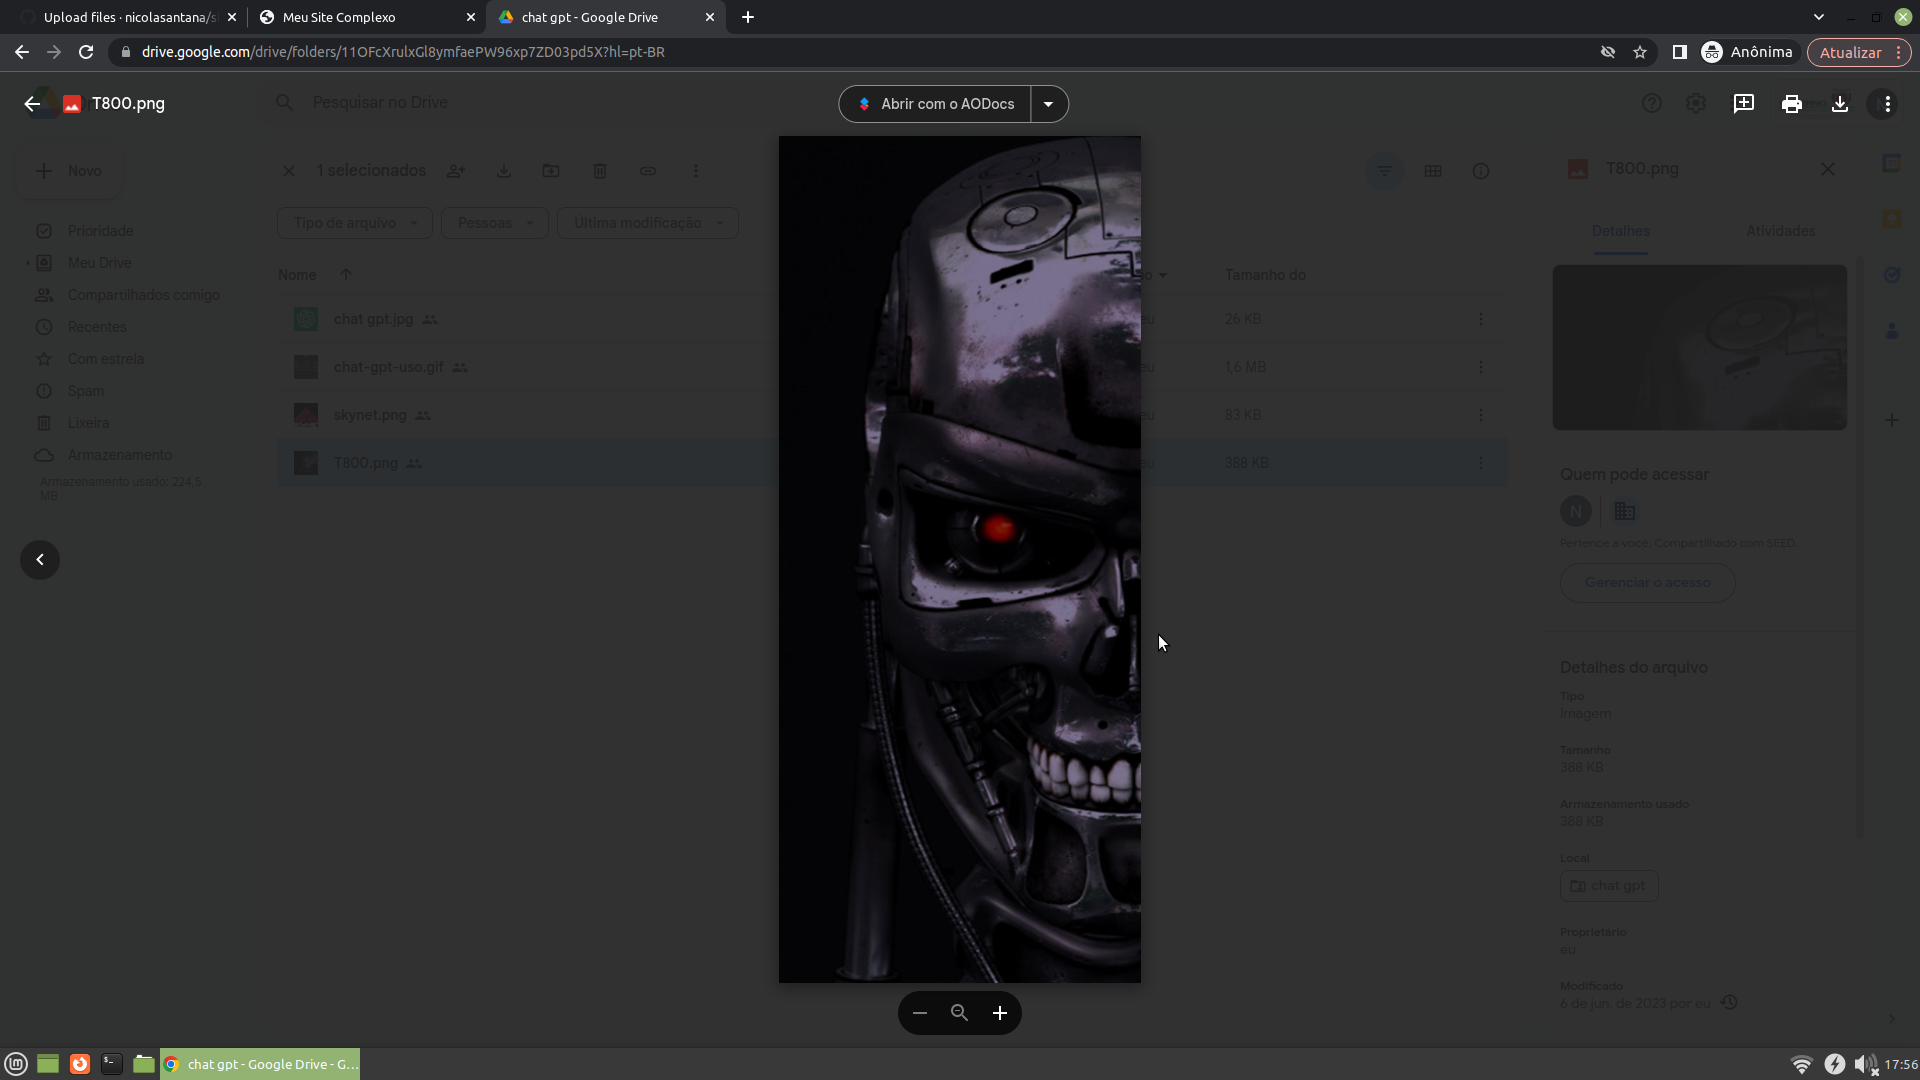 Upload files · nicolasantana/s
Meu Site Complexo
chat gpt - Google Drive
drive.google.com/drive/folders/11OFcXrulxGl8ymfaePW96xp7ZD03pd5X?hl=pt-BR
Anônima
Atualizar
T800.png
Pesquisar no Drive
Abrir com o AODocs
Novo
1 selecionados
T800.png
Tipo de arquivo
Pessoas
Última modificação
Prioridade
Meu Drive
Compartilhados comigo
Recentes
Com estrela
Spam
Lixeira
Armazenamento
Armazenamento usado: 224,5
MB
Nome
Tamanho do
chat gpt.jpg
eu
26 KB
chat-gpt-uso.gif
eu
1,6 MB
skynet.png
eu
83 KB
T800.png
eu
388 KB
Detalhes
Atividades
Quem pode acessar
N
Pertence a você. Compartilhado com SEED.
Gerenciar o acesso
Detalhes do arquivo
Tipo
Imagem
Tamanho
388 KB
Armazenamento usado
388 KB
Local
chat gpt
Proprietário
eu
Modificado
6 de jun. de 2023 por eu
chat gpt - Google Drive - G...
17:56